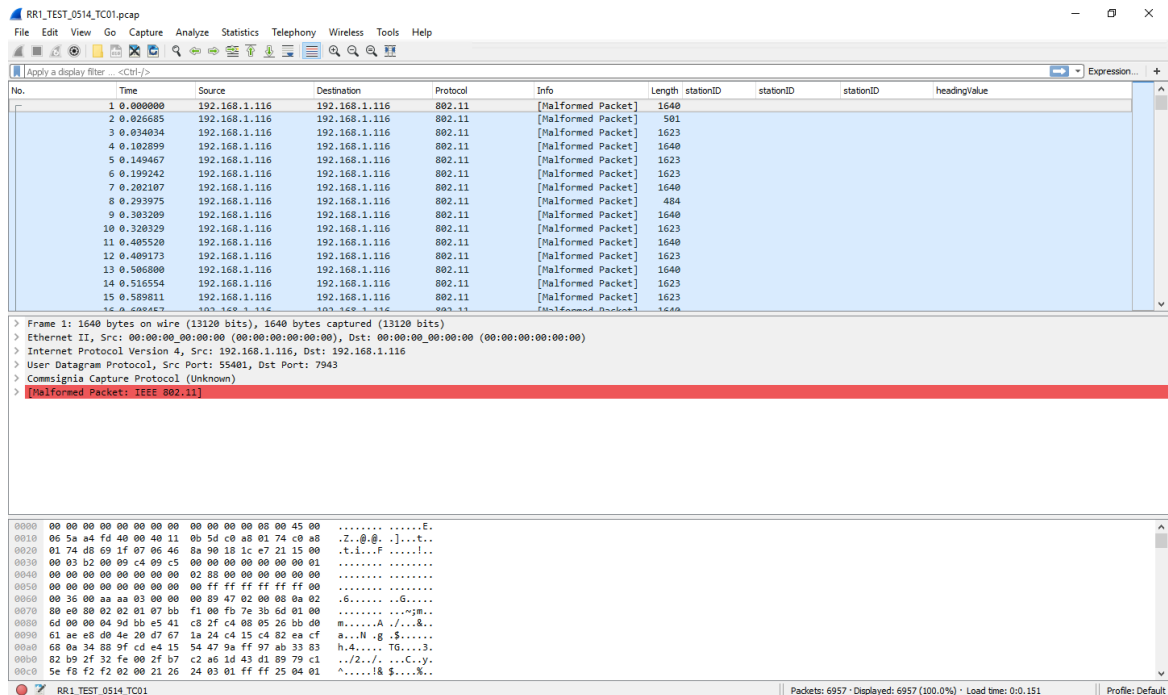 RR1_TEST_0514_TC01.pcap
File Edit View Go Capture Analyze Statistics Telephony Wireless Tools Help
Apply a display filter ... <Ctrl-/> Expression... +
No. Time Source Destination Protocol Info Length stationID stationID stationID headingValue
1 0.000000 192.168.1.116 192.168.1.116 802.11 [Malformed Packet] 1640
2 0.026685 192.168.1.116 192.168.1.116 802.11 [Malformed Packet] 501
3 0.034034 192.168.1.116 192.168.1.116 802.11 [Malformed Packet] 1623
4 0.102899 192.168.1.116 192.168.1.116 802.11 [Malformed Packet] 1640
5 0.149467 192.168.1.116 192.168.1.116 802.11 [Malformed Packet] 1623
6 0.199242 192.168.1.116 192.168.1.116 802.11 [Malformed Packet] 1623
7 0.202107 192.168.1.116 192.168.1.116 802.11 [Malformed Packet] 1640
8 0.293975 192.168.1.116 192.168.1.116 802.11 [Malformed Packet] 484
9 0.303209 192.168.1.116 192.168.1.116 802.11 [Malformed Packet] 1640
10 0.320329 192.168.1.116 192.168.1.116 802.11 [Malformed Packet] 1623
11 0.405520 192.168.1.116 192.168.1.116 802.11 [Malformed Packet] 1640
12 0.409173 192.168.1.116 192.168.1.116 802.11 [Malformed Packet] 1623
13 0.506800 192.168.1.116 192.168.1.116 802.11 [Malformed Packet] 1640
14 0.516554 192.168.1.116 192.168.1.116 802.11 [Malformed Packet] 1623
15 0.589811 192.168.1.116 192.168.1.116 802.11 [Malformed Packet] 1623
16 0.608457 192.168.1.116 192.168.1.116 802.11 [Malformed Packet] 1640
> Frame 1: 1640 bytes on wire (13120 bits), 1640 bytes captured (13120 bits)
> Ethernet II, Src: 00:00:00_00:00:00 (00:00:00:00:00:00), Dst: 00:00:00_00:00:00 (00:00:00:00:00:00)
> Internet Protocol Version 4, Src: 192.168.1.116, Dst: 192.168.1.116
> User Datagram Protocol, Src Port: 55401, Dst Port: 7943
> Commsignia Capture Protocol (Unknown)
> [Malformed Packet: IEEE 802.11]
0000 00 00 00 00 00 00 00 00 00 00 00 00 08 00 45 00 ........ ......E.
0010 06 5a a4 fd 40 00 40 11 0b 5d c0 a8 01 74 c0 a8 .Z..@.@. .]...t..
0020 01 74 d8 69 1f 07 06 46 8a 90 18 1c e7 21 15 00 .t.i...F .....!..
0030 00 03 b2 00 09 c4 09 c5 00 00 00 00 00 00 00 01 ........ ........
0040 00 00 00 00 00 00 00 00 02 88 00 00 00 00 00 00 ........ ........
0050 00 00 00 00 00 00 00 00 00 ff ff ff ff ff ff 00 ........ ........
0060 00 36 00 aa aa 03 00 00 00 89 47 02 00 08 0a 02 .6...... ..G.....
0070 80 e0 80 02 02 01 07 bb f1 00 fb 7e 3b 6d 01 00 ........ ...~;m..
0080 6d 00 00 04 9d bb e5 41 c8 2f c4 08 05 26 bb d0 m......A ./...&..
0090 61 ae e8 d0 4e 20 d7 67 1a 24 c4 15 c4 82 ea cf a...N .g .$......
00a0 68 0a 34 88 9f cd e4 15 54 47 9a ff 97 ab 33 83 h.4..... TG....3.
00b0 82 b9 2f 32 fe 00 2f b7 c2 a6 1d 43 d1 89 79 c1 ../2../. ...C..y.
00c0 5e f8 f2 f2 02 00 21 26 24 03 01 ff ff 25 04 01 ^.....!& $....%..
RR1_TEST_0514_TC01 Packets: 6957 · Displayed: 6957 (100.0%) · Load time: 0:0.151 Profile: Default